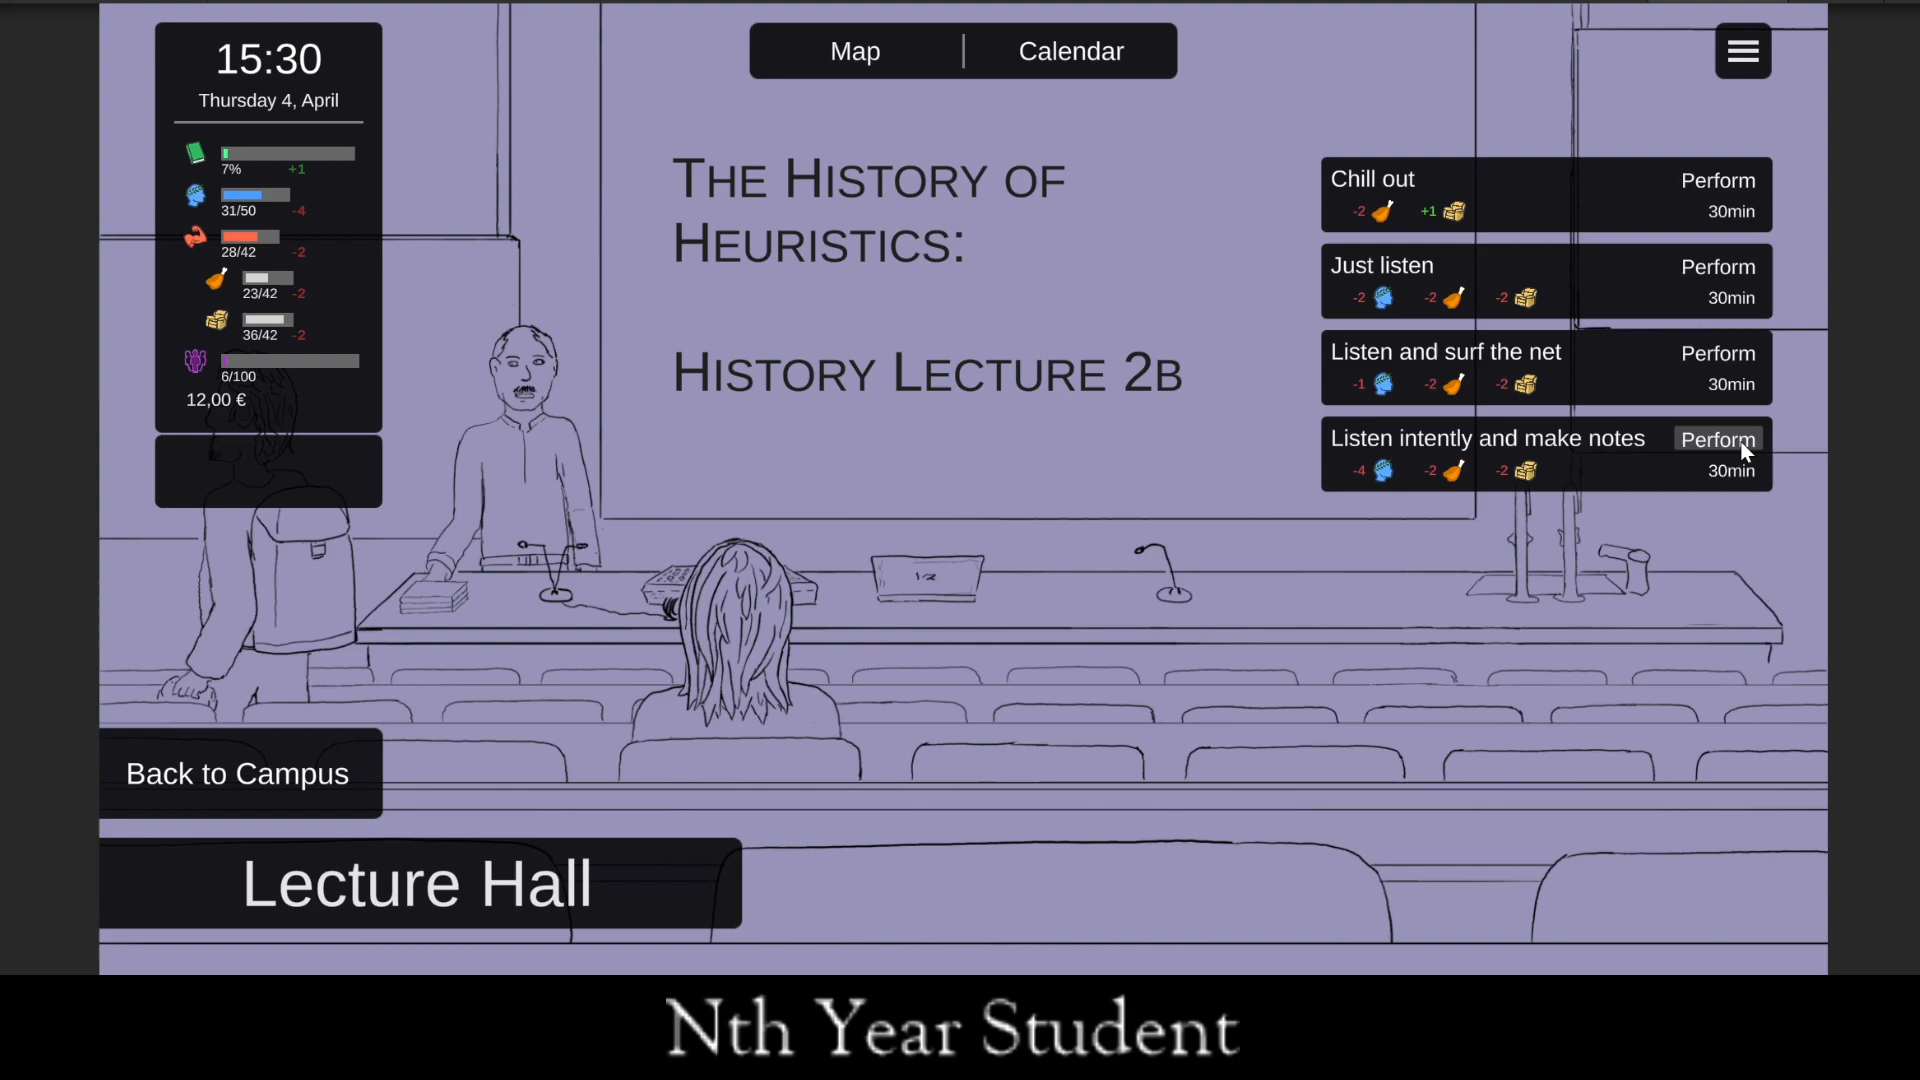 15:30
Thursday 4, April
7% +1
31/50 -4
28/42 -2
23/42 -2
36/42 -2
6/100
12,00 €
Map Calendar
THE HISTORY OF
HEURISTICS:
HISTORY LECTURE 2B
Chill out Perform
-2 +1 30min
Just listen Perform
-2 -2 -2 30min
Listen and surf the net Perform
-1 -2 -2 30min
Listen intently and make notes Perform
-4 -2 -2 30min
Back to Campus
Lecture Hall
Nth Year Student